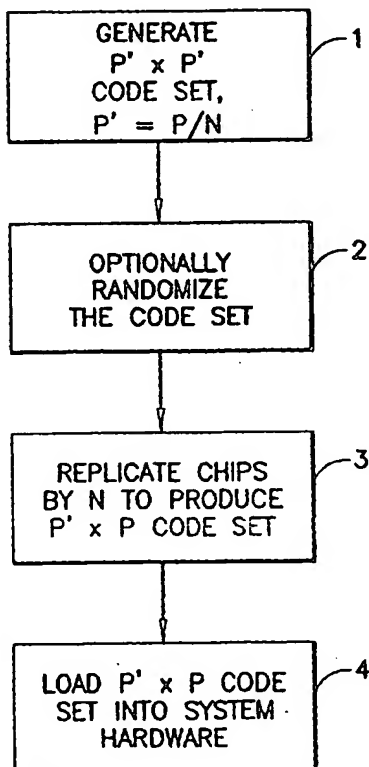 GENERATE
P' x P'
CODE SET,
P' = P/N
1
OPTIONALLY
RANDOMIZE
THE CODE SET
2
REPLICATE CHIPS
BY N TO PRODUCE
P' x P CODE SET
3
LOAD P' x P CODE
SET INTO SYSTEM
HARDWARE
4